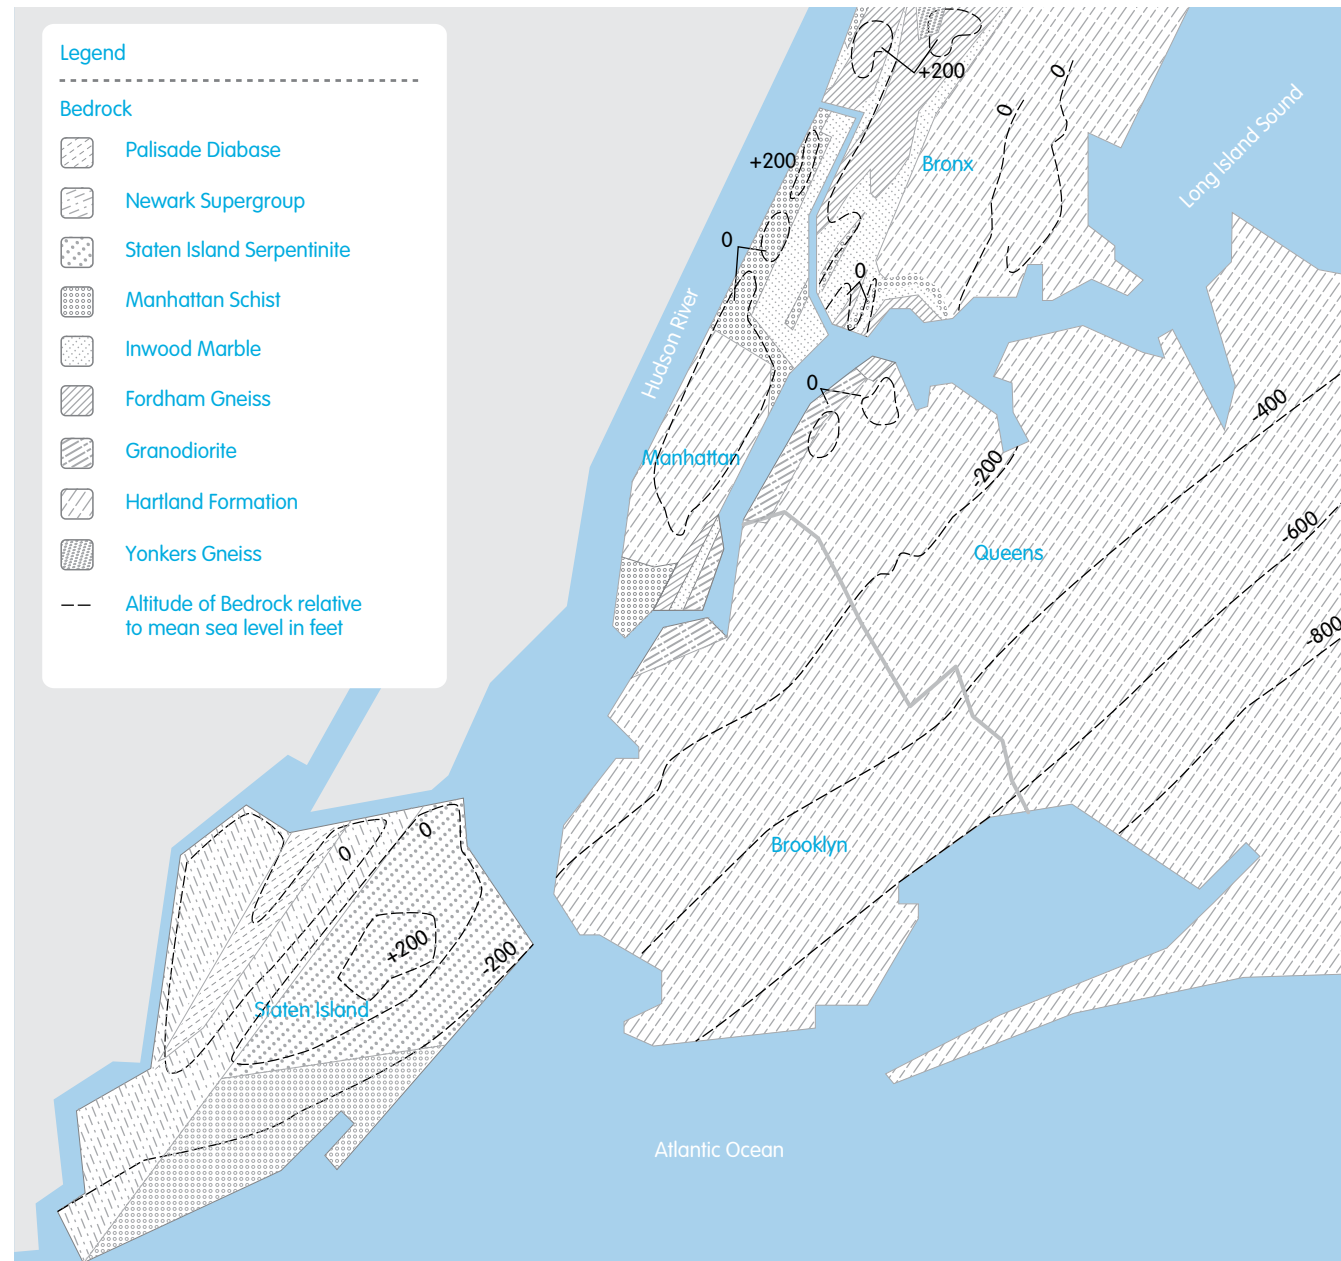 Legend
Bedrock
Palisade Diabase
Newark Supergroup
Staten Island Serpentinite
Manhattan Schist
Inwood Marble
Fordham Gneiss
Granodiorite
Hartland Formation
Yonkers Gneiss
Altitude of Bedrock relative
to mean sea level in feet
+200
0
0
Long Island Sound
+200
Bronx
0
0
Hudson River
0
-400
Manhattan
-200
-600
Queens
-800
0
0
Brooklyn
+200
-200
Staten Island
Atlantic Ocean